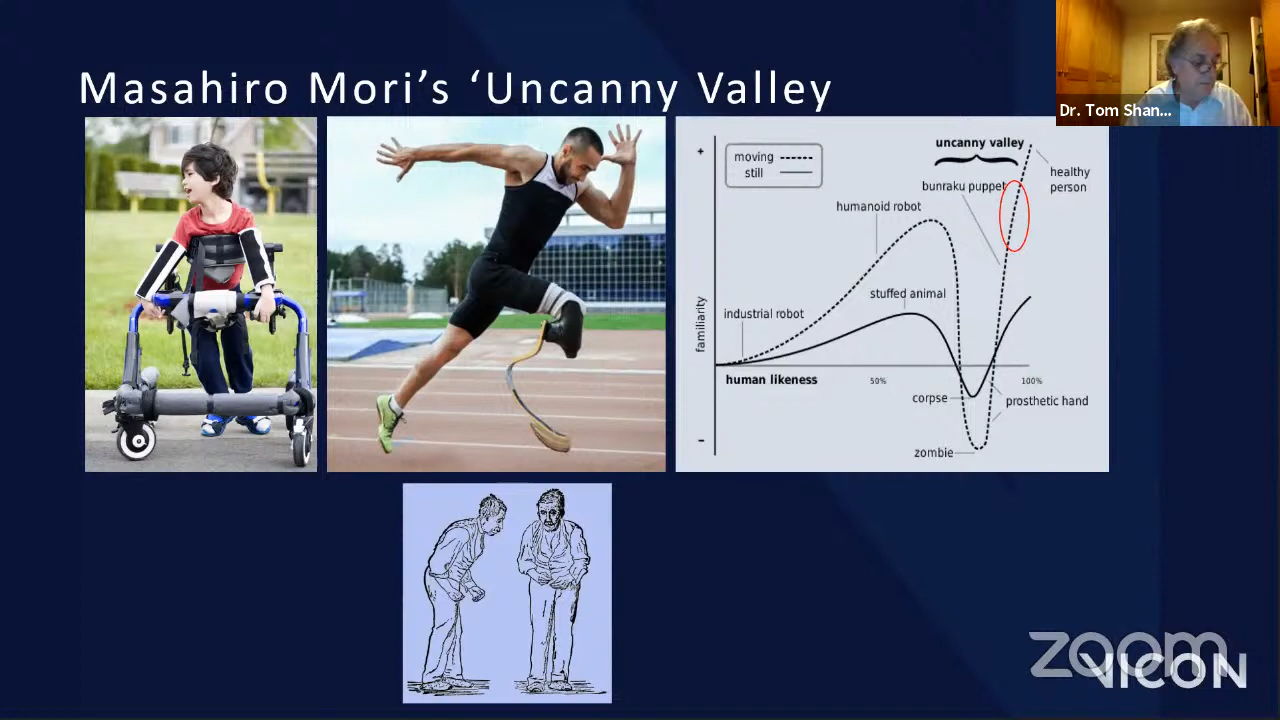 Masahiro Mori’s ‘Uncanny Valley
Dr. Tom Shan...
+
moving
still
uncanny valley
healthy
person
bunraku puppet
humanoid robot
stuffed animal
industrial robot
familiarity
human likeness
50%
100%
corpse
prosthetic hand
-
zombie
zoom
VICON